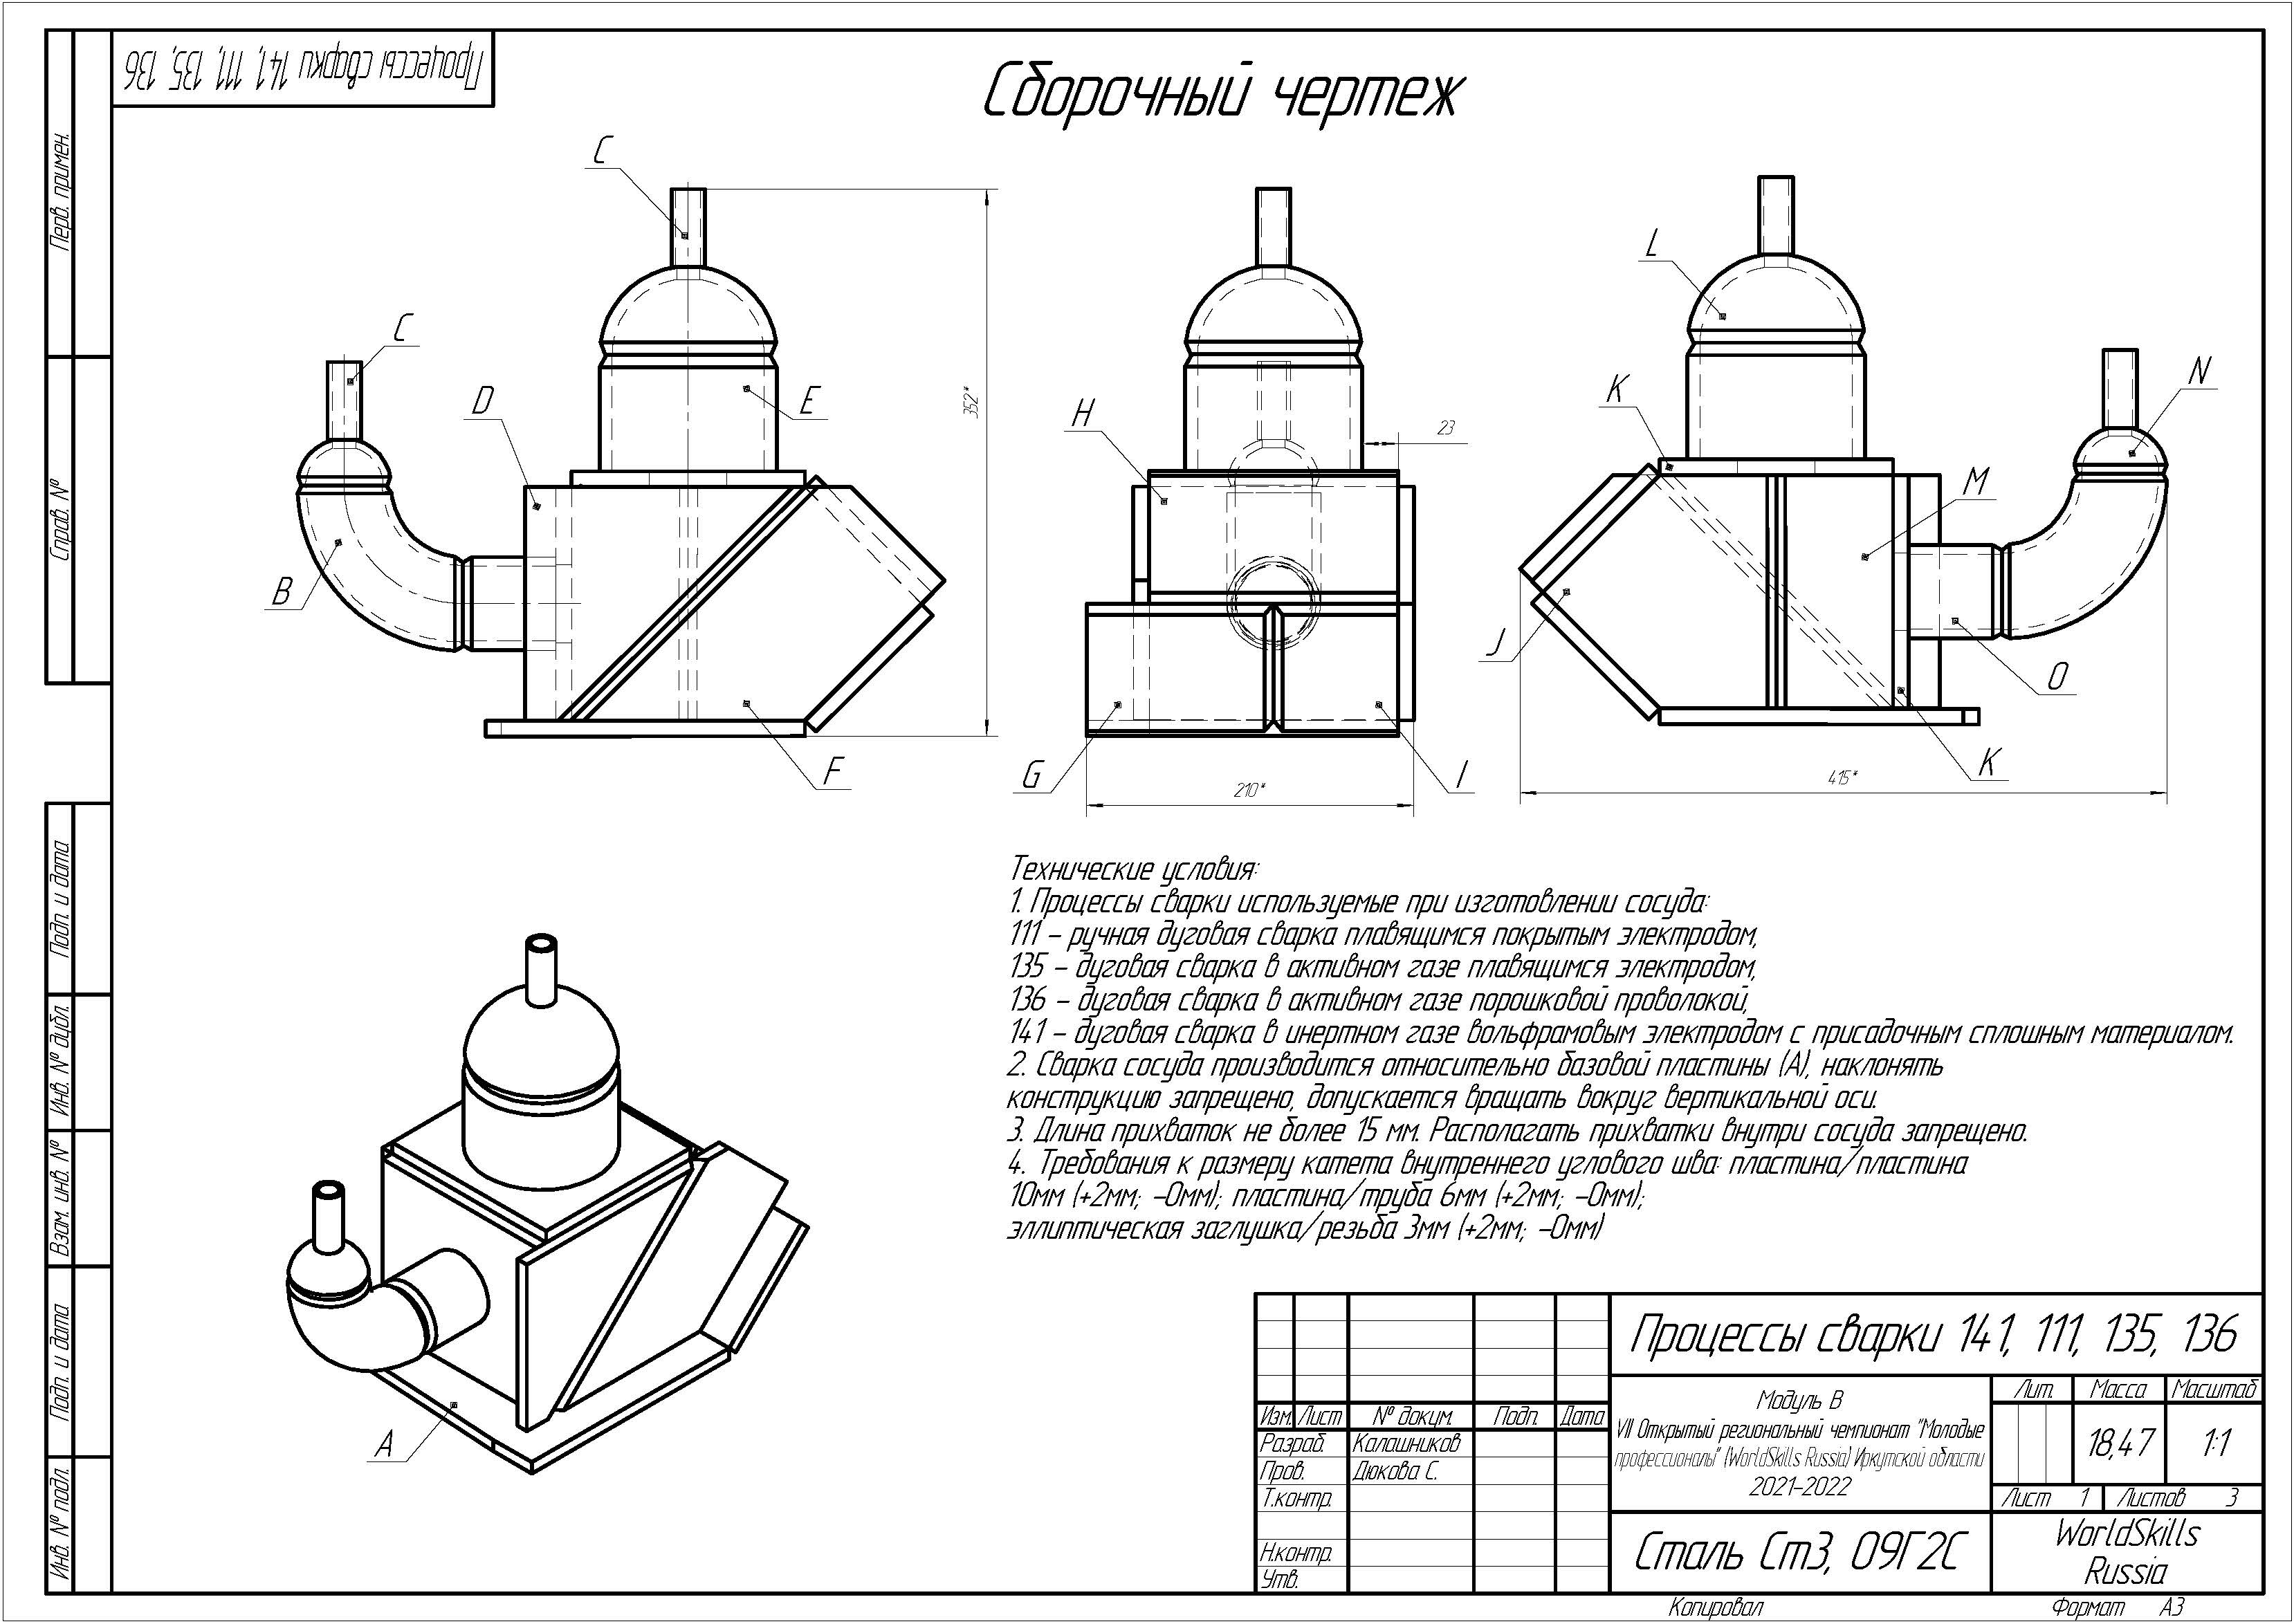 Процессы сварки 141, 111, 135, 136
Сборочный чертеж
Перв. примен.
Справ. №
Подп. и дата
Инв. № дубл.
Взам. инв. №
Подп. и дата
Инв. № подл.
C
C
D
E
B
F
352*
H
23
G
I
210*
L
K
N
M
J
O
K
415*
A
Технические условия:
1. Процессы сварки используемые при изготовлении сосуда:
111 – ручная дуговая сварка плавящимся покрытым электродом,
135 – дуговая сварка в активном газе плавящимся электродом,
136 – дуговая сварка в активном газе порошковой проволокой,
141 – дуговая сварка в инертном газе вольфрамовым электродом с присадочным сплошным материалом.
2. Сварка сосуда производится относительно базовой пластины (А), наклонять
конструкцию запрещено, допускается вращать вокруг вертикальной оси.
3. Длина прихваток не более 15 мм. Располагать прихватки внутри сосуда запрещено.
4. Требования к размеру катета внутреннего углового шва: пластина/пластина
10мм (+2мм; –0мм); пластина/труба 6мм (+2мм; –0мм);
эллиптическая заглушка/резьба 3мм (+2мм; –0мм)
Процессы сварки 141, 111, 135, 136
Изм. Лист № докум. Подп. Дата
Разраб. Калашников
Пров. Дюкова С.
Т.контр.
Н.контр.
Утв.
Модуль В
VII Открытый региональный чемпионат "Молодые
профессионалы" (WorldSkills Russia) Иркутской области
2021-2022
Лит. Масса Масштаб
18,47 1:1
Лист 1 Листов 3
Сталь Ст3, 09Г2С
WorldSkills
Russia
Копировал Формат А3